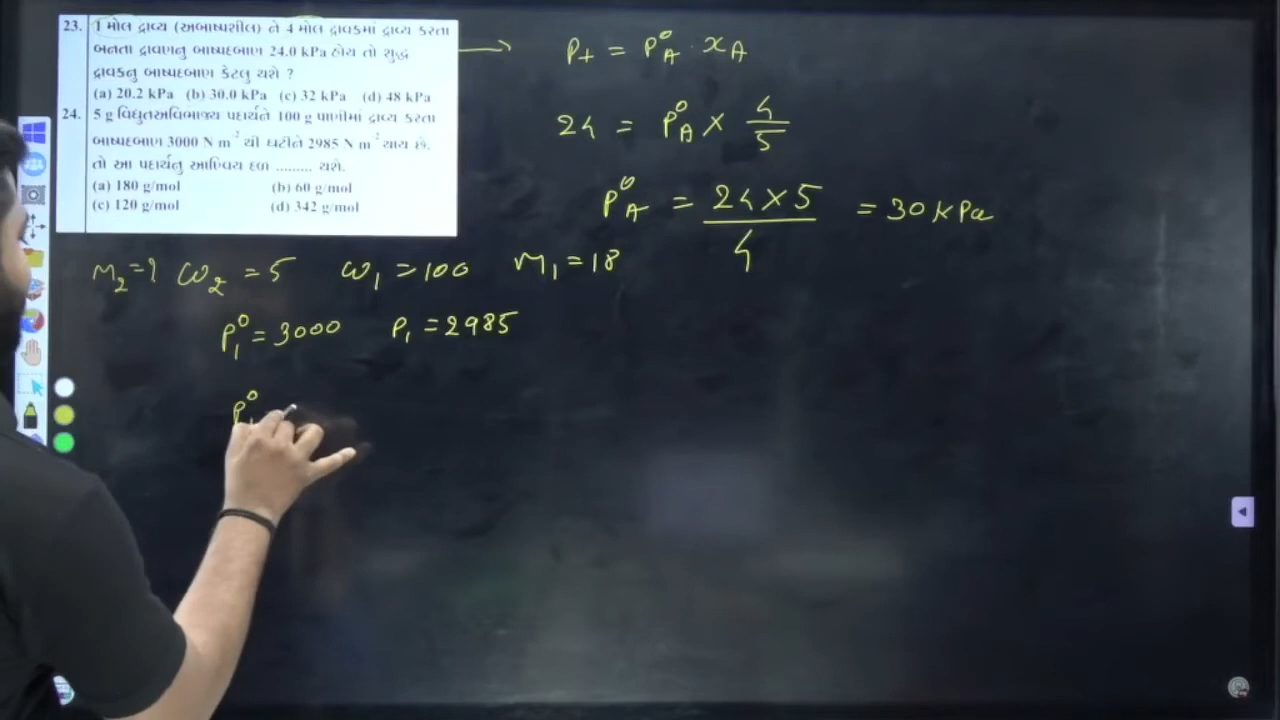 23. 1 મોલ દ્રાવ્ય (અબાષ્પશીલ) ને 4 મોલ દ્રાવકમાં દ્રાવ્ય કરતા
બનતા દ્રાવણનુ બાષ્પદબાણ 24.0 kPa હોય તો શુદ્ધ
દ્રાવકનુ બાષ્પદબાણ કેટલુ થશે ?
(a) 20.2 kPa (b) 30.0 kPa (c) 32 kPa (d) 48 kPa
24. 5 g વિદ્યુતઅવિભાજ્ય પદાર્થને 100 g પાણીમાં દ્રાવ્ય કરતા
બાષ્પદબાણ 3000 N m⁻² થી ઘટીને 2985 N m⁻² થાય છે.
તો આ પદાર્થનુ આણ્વિય દળ ......... થશે.
(a) 180 g/mol (b) 60 g/mol
(c) 120 g/mol (d) 342 g/mol
→ P+ = P°A · xA
24 = P°A × 4/5
P°A = 24 × 5 / 4 = 30 kPa
M₂ = ? ω₂ = 5 ω₁ = 100 M₁ = 18
P₁° = 3000 P₁ = 2985
P₁°